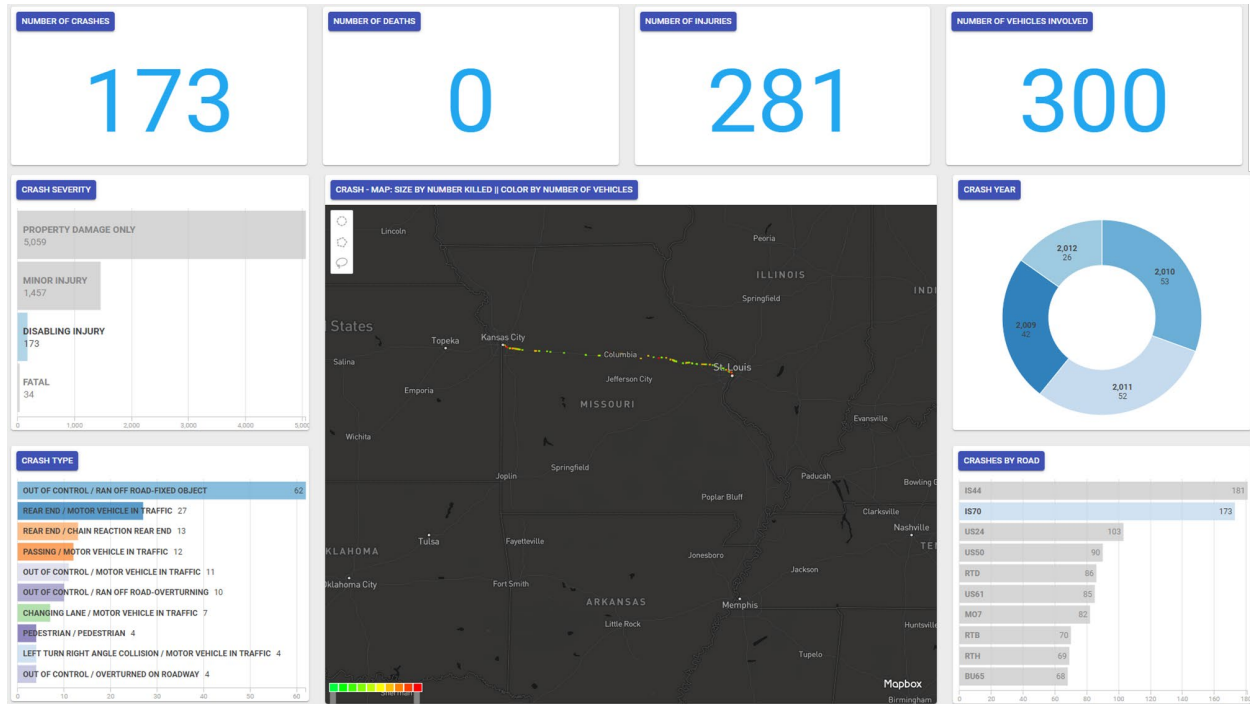 NUMBER OF CRASHES
173
NUMBER OF DEATHS
0
NUMBER OF INJURIES
281
NUMBER OF VEHICLES INVOLVED
300
CRASH SEVERITY
PROPERTY DAMAGE ONLY
5,059
MINOR INJURY
1,457
DISABLING INJURY
173
FATAL
34
0 1,000 2,000 3,000 4,000 5,000
CRASH - MAP: SIZE BY NUMBER KILLED || COLOR BY NUMBER OF VEHICLES
Lincoln
Peoria
ILLINOIS
Springfield
INDI
States
Topeka
Kansas City
Salina
Columbia
St. Louis
Jefferson City
Emporia
MISSOURI
Evansville
Wichita
Springfield
Joplin
Paducah
Bowling G
Poplar Bluff
Clarksville
Nashville
Tulsa
Fayetteville
KLAHOMA
TE
Jonesboro
Jackson
Oklahoma City
Fort Smith
ARKANSAS
Memphis
Little Rock
Huntsville
Tupelo
Sherman
Mapbox
Birmingham
CRASH YEAR
2,012
26
2,010
53
2,009
42
2,011
52
CRASH TYPE
OUT OF CONTROL / RAN OFF ROAD-FIXED OBJECT 62
REAR END / MOTOR VEHICLE IN TRAFFIC 27
REAR END / CHAIN REACTION REAR END 13
PASSING / MOTOR VEHICLE IN TRAFFIC 12
OUT OF CONTROL / MOTOR VEHICLE IN TRAFFIC 11
OUT OF CONTROL / RAN OFF ROAD-OVERTURNING 10
CHANGING LANE / MOTOR VEHICLE IN TRAFFIC 7
PEDESTRIAN / PEDESTRIAN 4
LEFT TURN RIGHT ANGLE COLLISION / MOTOR VEHICLE IN TRAFFIC 4
OUT OF CONTROL / OVERTURNED ON ROADWAY 4
0 10 20 30 40 50 60
CRASHES BY ROAD
IS44 181
IS70 173
US24 103
US50 90
RTD 86
US61 85
MO7 82
RTB 70
RTH 69
BU65 68
0 20 40 60 80 100 120 140 160 180